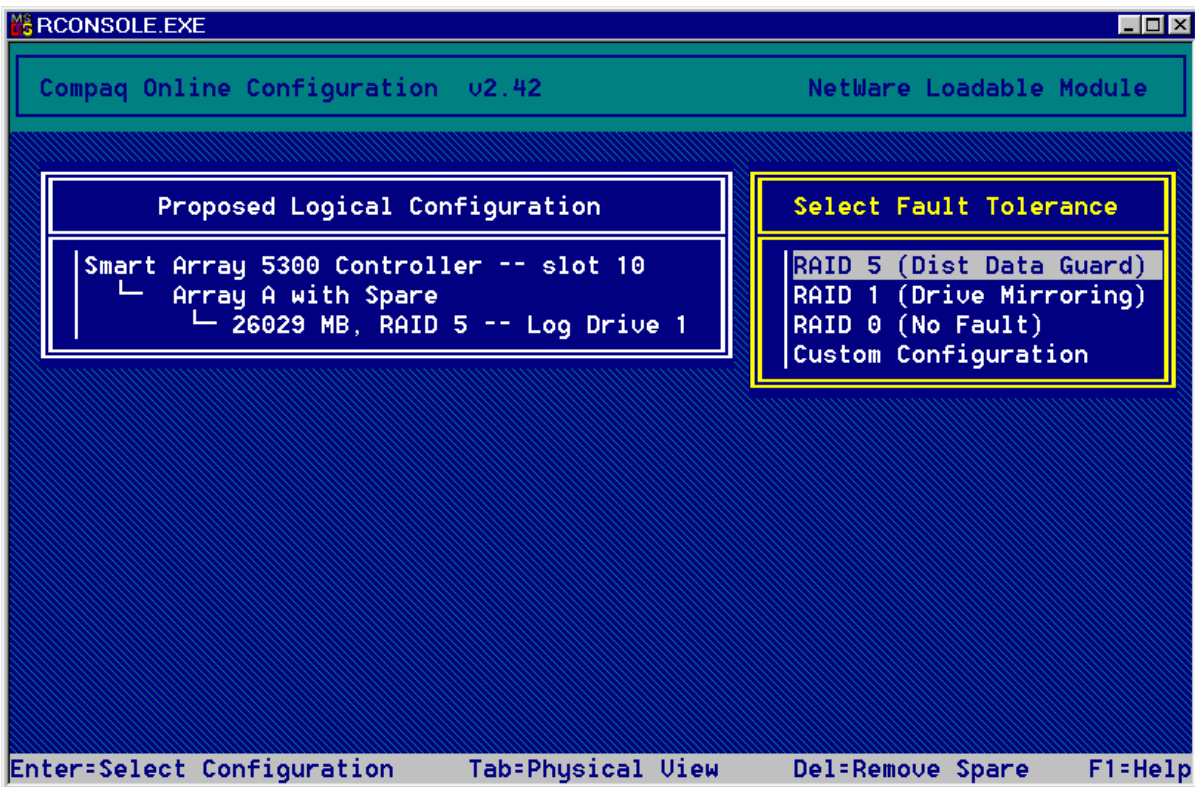 RCONSOLE.EXE
Compaq Online Configuration v2.42
NetWare Loadable Module
Proposed Logical Configuration
Smart Array 5300 Controller -- slot 10
Array A with Spare
26029 MB, RAID 5 -- Log Drive 1
Select Fault Tolerance
RAID 5 (Dist Data Guard)
RAID 1 (Drive Mirroring)
RAID 0 (No Fault)
Custom Configuration
Enter=Select Configuration Tab=Physical View Del=Remove Spare F1=Help